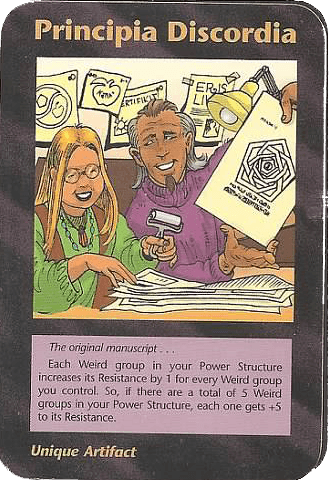 Principia Discordia
The original manuscript . . .
Each Weird group in your Power Structure
increases its Resistance by 1 for every Weird group
you control. So, if there are a total of 5 Weird
groups in your Power Structure, each one gets +5
to its Resistance.
Unique Artifact